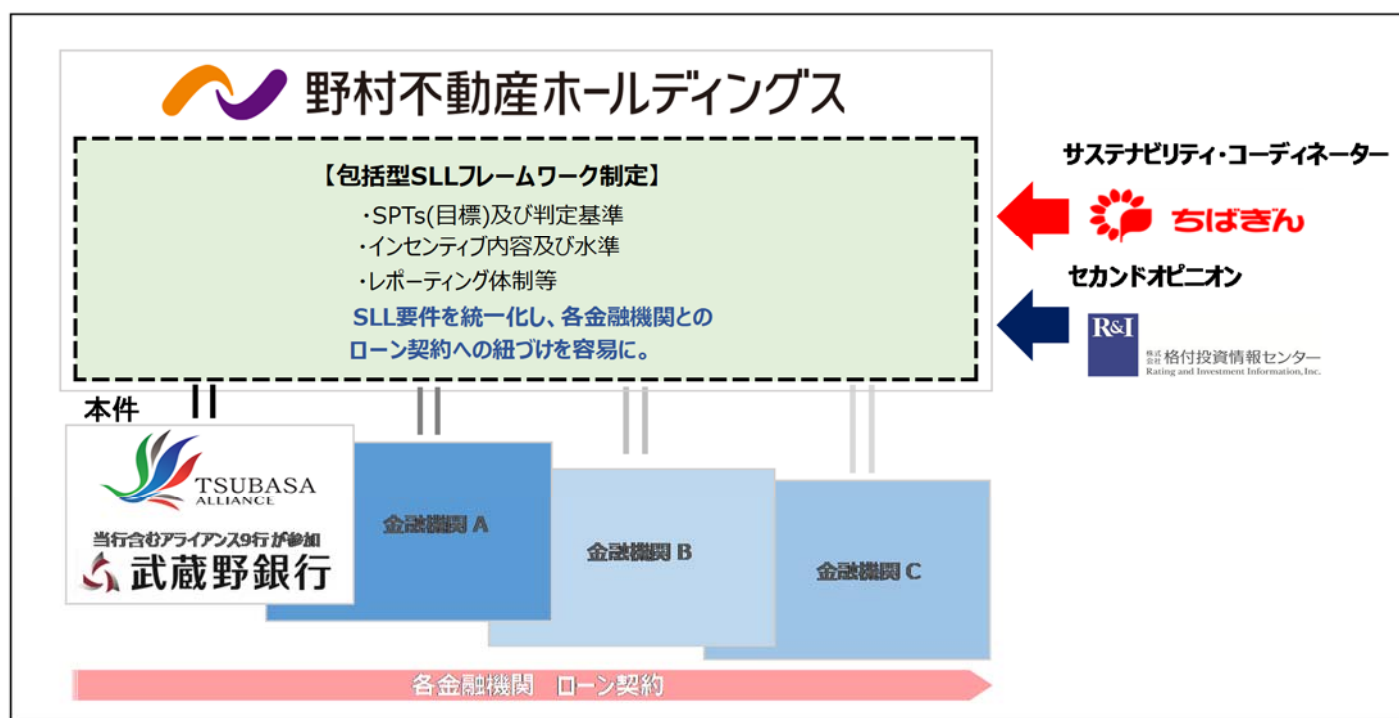 野村不動産ホールディングス
【包括型SLLフレームワーク制定】
・SPTs(目標)及び判定基準
・インセンティブ内容及び水準
・レポーティング体制等
SLL要件を統一化し、各金融機関との
ローン契約への紐づけを容易に。
サステナビリティ・コーディネーター
ちばぎん
セカンドオピニオン
R&I
株式会社 格付投資情報センター
Rating and Investment Information, Inc.
本件
TSUBASA
ALLIANCE
当行含むアライアンス9行が参加
武蔵野銀行
金融機関 A
金融機関 B
金融機関 C
各金融機関 ローン契約